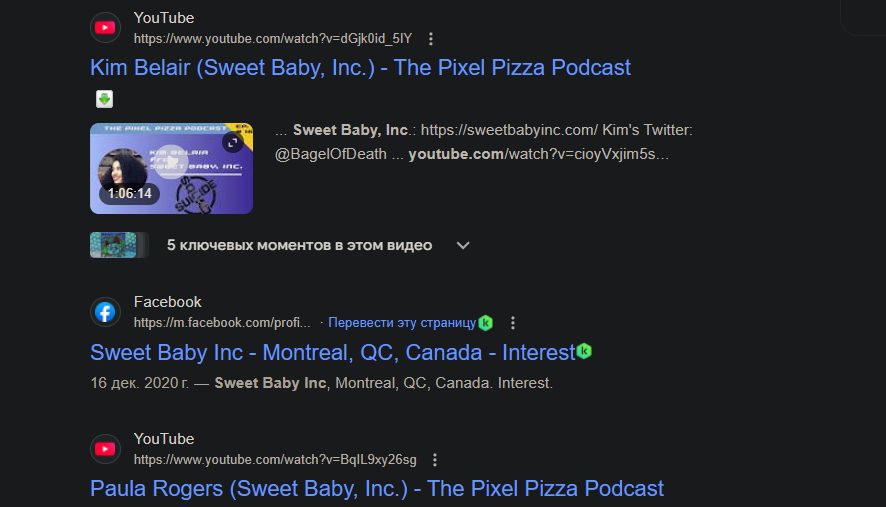 YouTube
https://www.youtube.com/watch?v=dGjk0id_5IY
Kim Belair (Sweet Baby, Inc.) - The Pixel Pizza Podcast
THE PIXEL PIZZA PODCAST
KIM BELAIR
SWEET BABY, INC.
1:06:14
... Sweet Baby, Inc.: https://sweetbabyinc.com/ Kim's Twitter:
@BagelOfDeath ... youtube.com/watch?v=cioyVxjim5s...
5 ключевых моментов в этом видео
Facebook
https://m.facebook.com/profi... · Перевести эту страницу
Sweet Baby Inc - Montreal, QC, Canada - Interest
16 дек. 2020 г. — Sweet Baby Inc, Montreal, QC, Canada. Interest.
YouTube
https://www.youtube.com/watch?v=BqIL9xy26sg
Paula Rogers (Sweet Baby, Inc.) - The Pixel Pizza Podcast